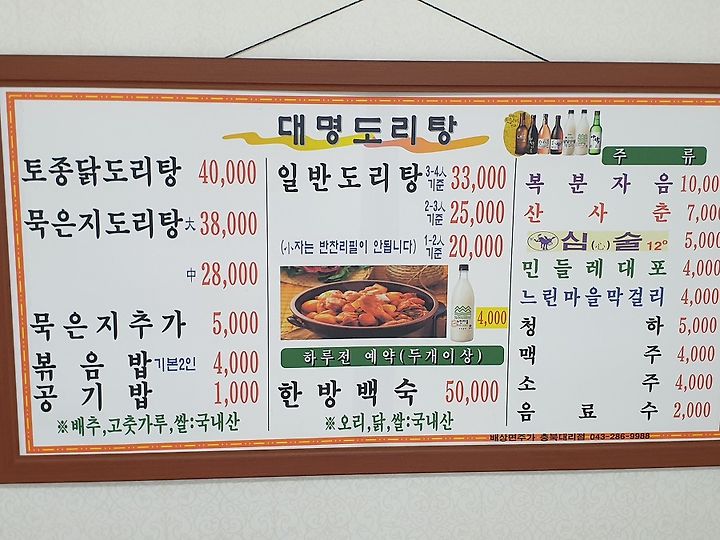 대명도리탕
토종닭도리탕 40,000
묵은지도리탕 大 38,000
中 28,000
묵은지추가 5,000
볶음밥 기본2인 4,000
공기밥 1,000
※배추,고춧가루,쌀:국내산
일반도리탕 3-4人 기준 33,000
2-3人 기준 25,000
(小자는 반찬리필이 안됩니다) 1-2人 기준 20,000
4,000
하루전 예약(두개이상)
한방백숙 50,000
※오리,닭,쌀:국내산
주 류
복분자음 10,00
산사춘 7,000
심(心)술 12° 5,000
민들레대포 4,000
느린마을막걸리 4,000
청하 5,000
맥주 4,000
소주 4,000
음료수 2,000
배상면주가 충북대리점 043-286-9988